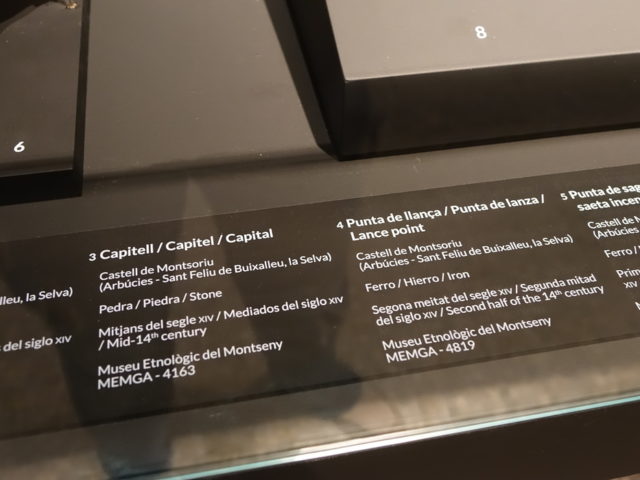 8
6
alleu, la Selva)
del siglo XIV
3 Capitell / Capitel / Capital
Castell de Montsoriu
(Arbúcies - Sant Feliu de Buixalleu, la Selva)
Pedra / Piedra / Stone
Mitjans del segle XIV / Mediados del siglo XIV
/ Mid-14th century
Museu Etnològic del Montseny
MEMGA - 4163
4 Punta de llança / Punta de lanza /
Lance point
Castell de Montsoriu
(Arbúcies - Sant Feliu de Buixalleu, la Selva)
Ferro / Hierro / Iron
Segona meitat del segle XIV / Segunda mitad
del siglo XIV / Second half of the 14th century
Museu Etnològic del Montseny
MEMGA - 4819
5 Punta de
saeta
Castell de
(Arbúcies
Ferro /